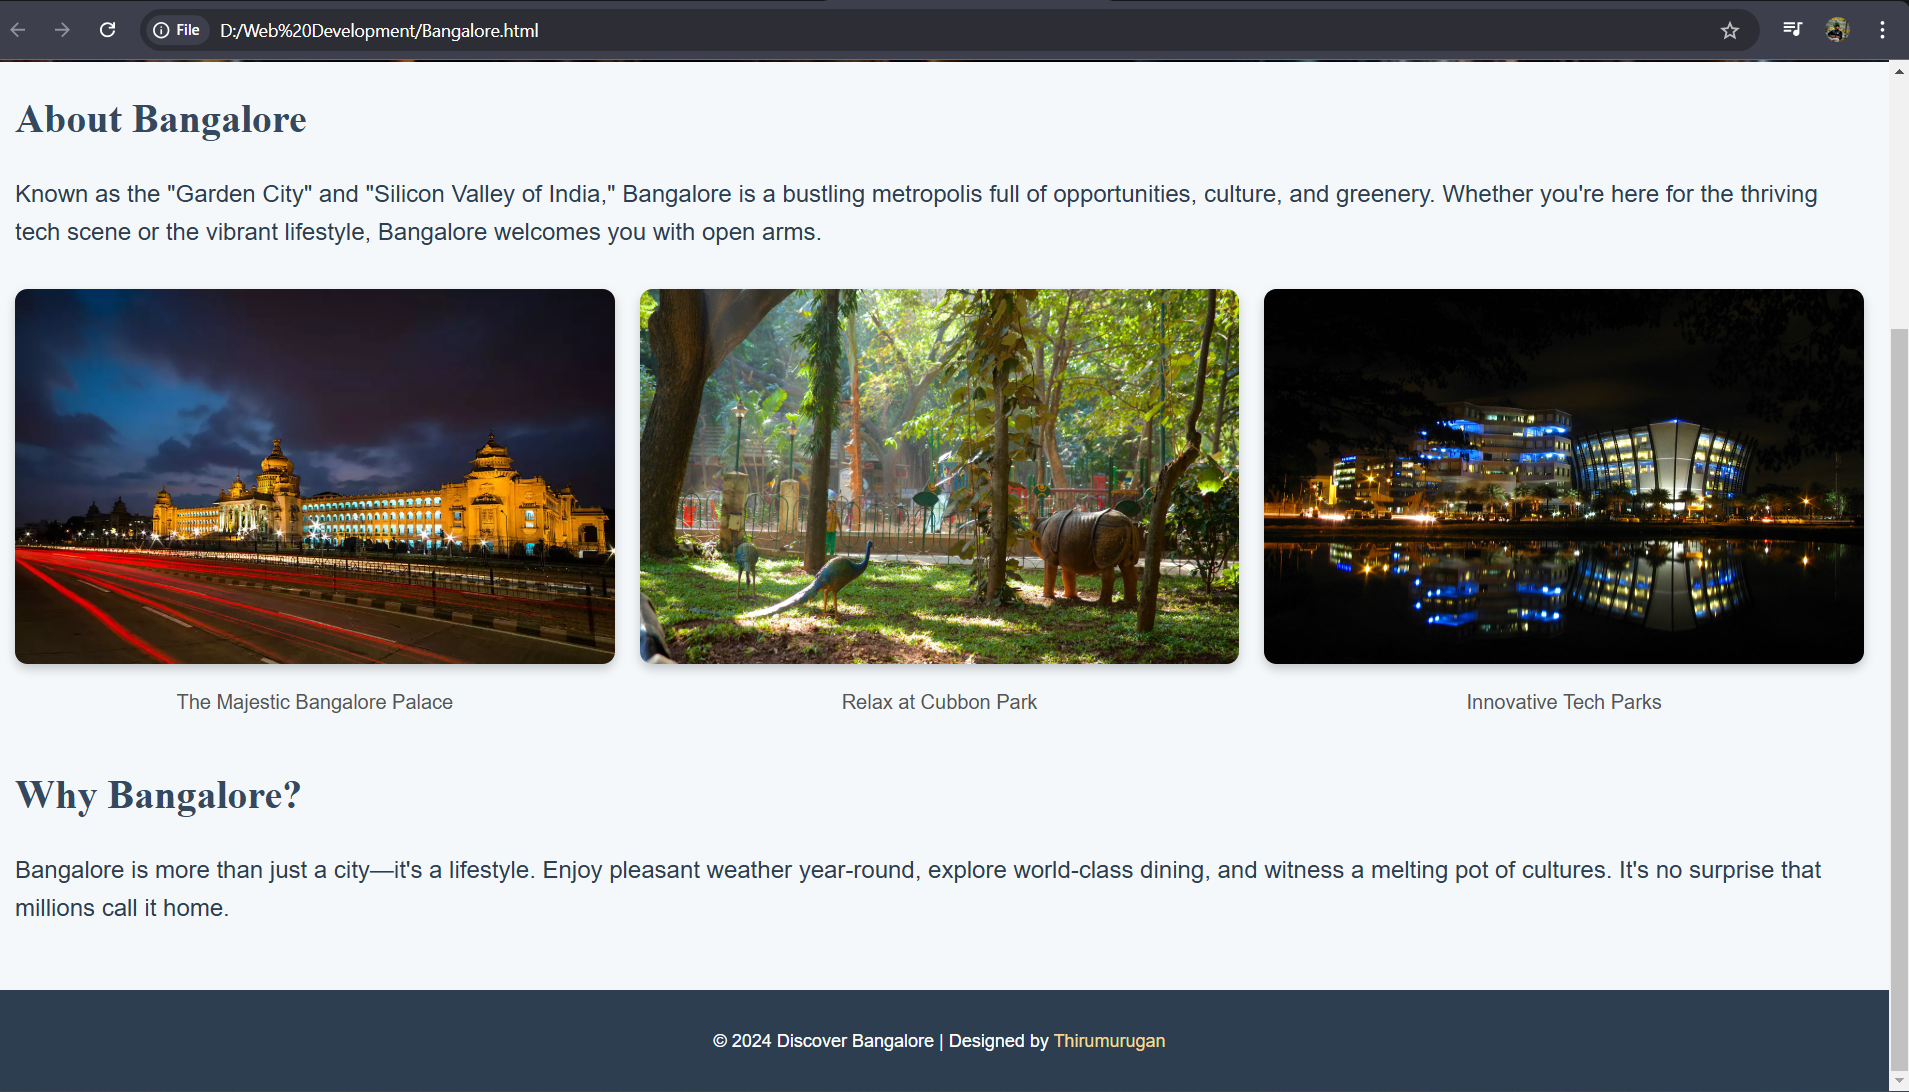 File D:/Web%20Development/Bangalore.html
About Bangalore
Known as the "Garden City" and "Silicon Valley of India," Bangalore is a bustling metropolis full of opportunities, culture, and greenery. Whether you're here for the thriving
tech scene or the vibrant lifestyle, Bangalore welcomes you with open arms.
The Majestic Bangalore Palace
Relax at Cubbon Park
Innovative Tech Parks
Why Bangalore?
Bangalore is more than just a city—it's a lifestyle. Enjoy pleasant weather year-round, explore world-class dining, and witness a melting pot of cultures. It's no surprise that
millions call it home.
© 2024 Discover Bangalore | Designed by Thirumurugan